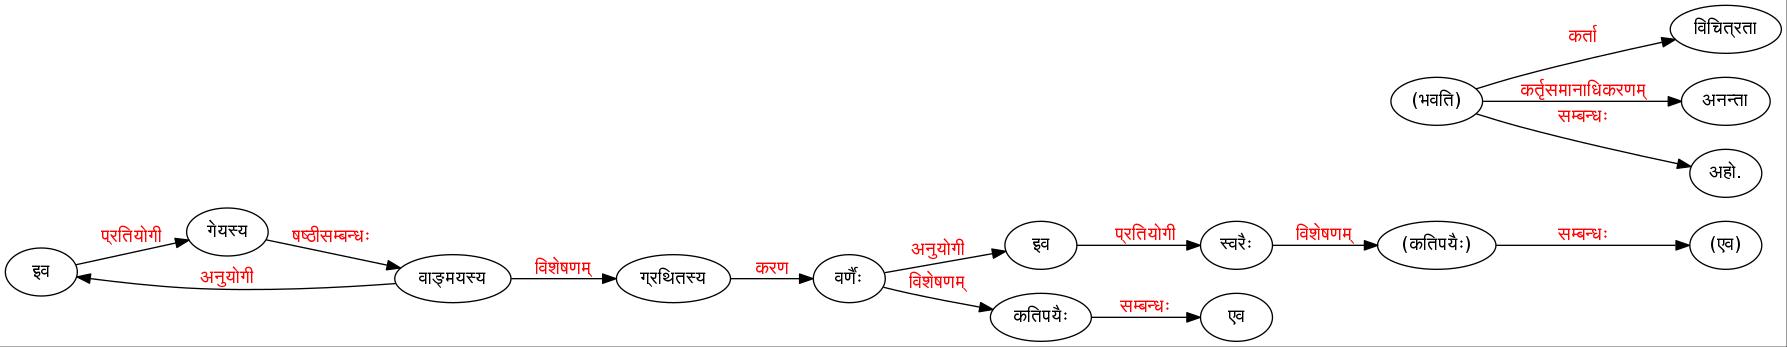 विचित्रता
कर्ता
(भवति)
कर्तृसमानाधिकरणम्
अनन्ता
सम्बन्धः
अहो.
इव
प्रतियोगी
गेयस्य
षष्ठीसम्बन्धः
अनुयोगी
वाङ्मयस्य
विशेषणम्
ग्रथितस्य
करण
वर्णैः
अनुयोगी
इव
प्रतियोगी
स्वरैः
विशेषणम्
(कतिपयैः)
सम्बन्धः
(एव)
विशेषणम्
कतिपयैः
सम्बन्धः
एव